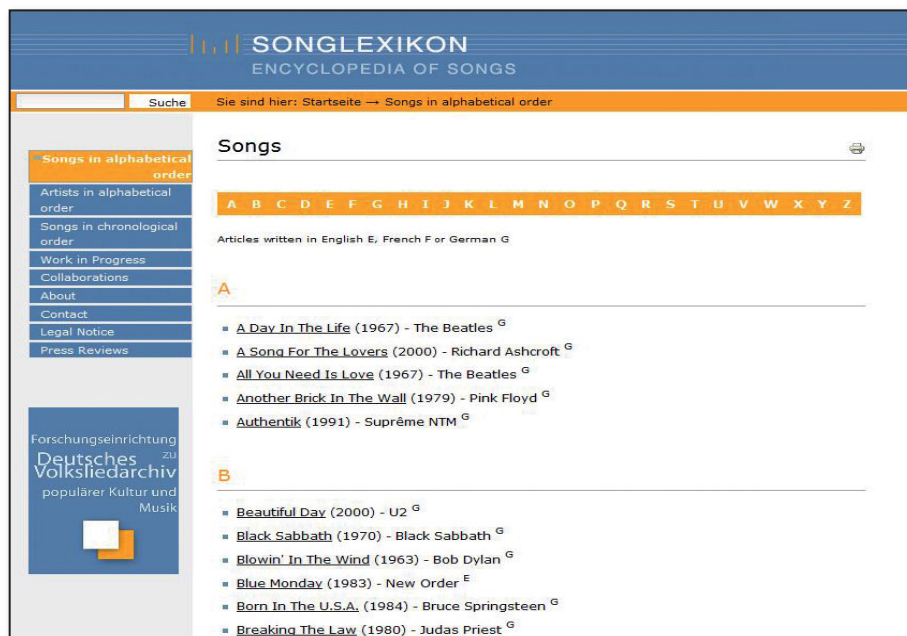 SONGLEXIKON
ENCYCLOPEDIA OF SONGS
Suche
Sie sind hier: Startseite → Songs in alphabetical order
Songs in alphabetical
order
Artists in alphabetical
order
Songs in chronological
order
Work in Progress
Collaborations
About
Contact
Legal Notice
Press Reviews
Forschungseinrichtung
Deutsches zu
Volksliedarchiv
populärer Kultur und
Musik
Songs
A B C D E F G H I J K L M N O P Q R S T U V W X Y Z
Articles written in English E, French F or German G
A
A Day In The Life (1967) - The Beatles G
A Song For The Lovers (2000) - Richard Ashcroft G
All You Need Is Love (1967) - The Beatles G
Another Brick In The Wall (1979) - Pink Floyd G
Authentik (1991) - Suprême NTM G
B
Beautiful Day (2000) - U2 G
Black Sabbath (1970) - Black Sabbath G
Blowin' In The Wind (1963) - Bob Dylan G
Blue Monday (1983) - New Order E
Born In The U.S.A. (1984) - Bruce Springsteen G
Breaking The Law (1980) - Judas Priest G